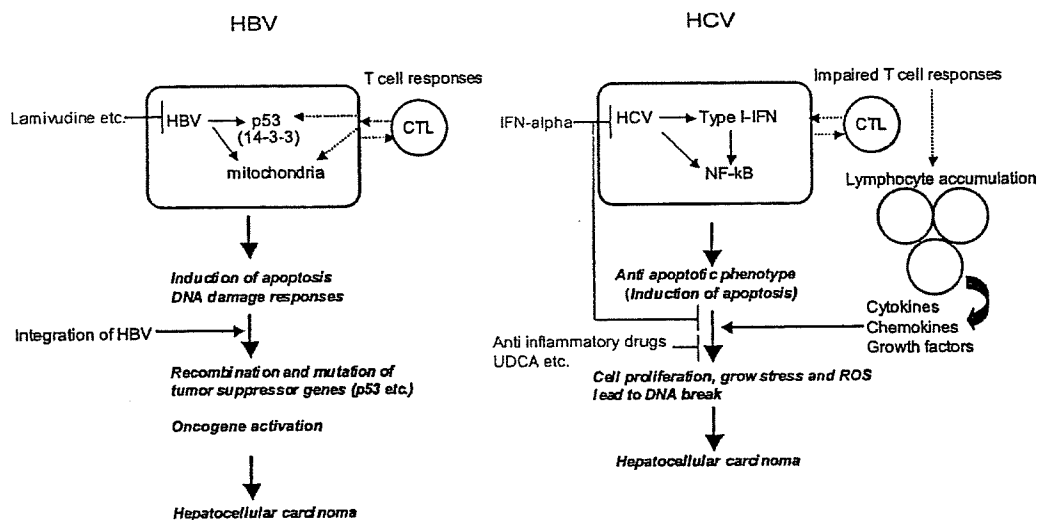 HBV
T cell responses
Lamivudine etc.
HBV
p53
(14-3-3)
mitochondria
CTL
Induction of apoptosis
DNA damage responses
Integration of HBV
Recombination and mutation of
tumor suppressor genes (p53 etc.)
Oncogene activation
Hepatocellular carcinoma
HCV
Impaired T cell responses
IFN-alpha
HCV
Type I-IFN
NF-kB
CTL
Lymphocyte accumulation
Anti apoptotic phenotype
(Induction of apoptosis)
Cytokines
Chemokines
Growth factors
Anti inflammatory drugs
UDCA etc.
Cell proliferation, grow stress and ROS
lead to DNA break
Hepatocellular carcinoma